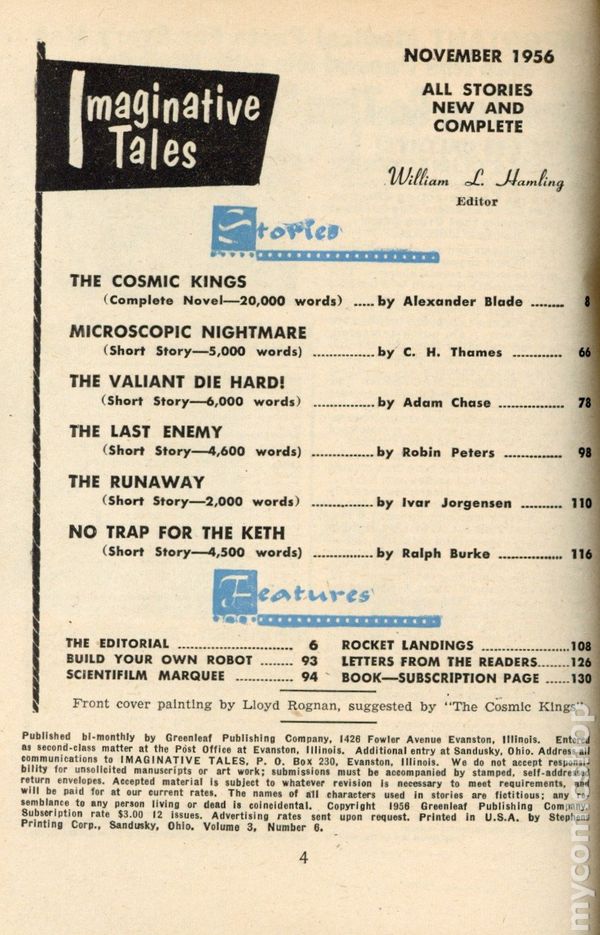 Imaginative
Tales
NOVEMBER 1956
ALL STORIES
NEW AND
COMPLETE
William L. Hamling
Editor
Stories
THE COSMIC KINGS
(Complete Novel—20,000 words) ..... by Alexander Blade ........ 8
MICROSCOPIC NIGHTMARE
(Short Story—5,000 words) .............. by C. H. Thames ............ 66
THE VALIANT DIE HARD!
(Short Story—6,000 words) .............. by Adam Chase ................ 78
THE LAST ENEMY
(Short Story—4,600 words) .............. by Robin Peters .............. 98
THE RUNAWAY
(Short Story—2,000 words) .............. by Ivar Jorgensen .......... 110
NO TRAP FOR THE KETH
(Short Story—4,500 words) .............. by Ralph Burke ............... 116
Features
THE EDITORIAL ........................... 6
BUILD YOUR OWN ROBOT ........ 93
SCIENTIFILM MARQUEE ............. 94
ROCKET LANDINGS ....................108
LETTERS FROM THE READERS.......126
BOOK—SUBSCRIPTION PAGE .....130
Front cover painting by Lloyd Rognan, suggested by "The Cosmic Kings"
Published bi-monthly by Greenleaf Publishing Company, 1426 Fowler Avenue Evanston, Illinois. Entered
as second-class matter at the Post Office at Evanston, Illinois. Additional entry at Sandusky, Ohio. Address all
communications to IMAGINATIVE TALES, P. O. Box 230, Evanston, Illinois. We do not accept responsi-
bility for unsolicited manuscripts or art work; submissions must be accompanied by stamped, self-addressed
return envelopes. Accepted material is subject to whatever revision is necessary to meet requirements,
will be paid for at our current rates. The names of all characters used in stories are fictitious; any re-
semblance to any person living or dead is coincidental. Copyright 1956 Greenleaf Publishing Company.
Subscription rate $3.00 12 issues. Advertising rates sent upon request. Printed in U.S.A. by Stephens
Printing Corp., Sandusky, Ohio. Volume 3, Number 6.
4